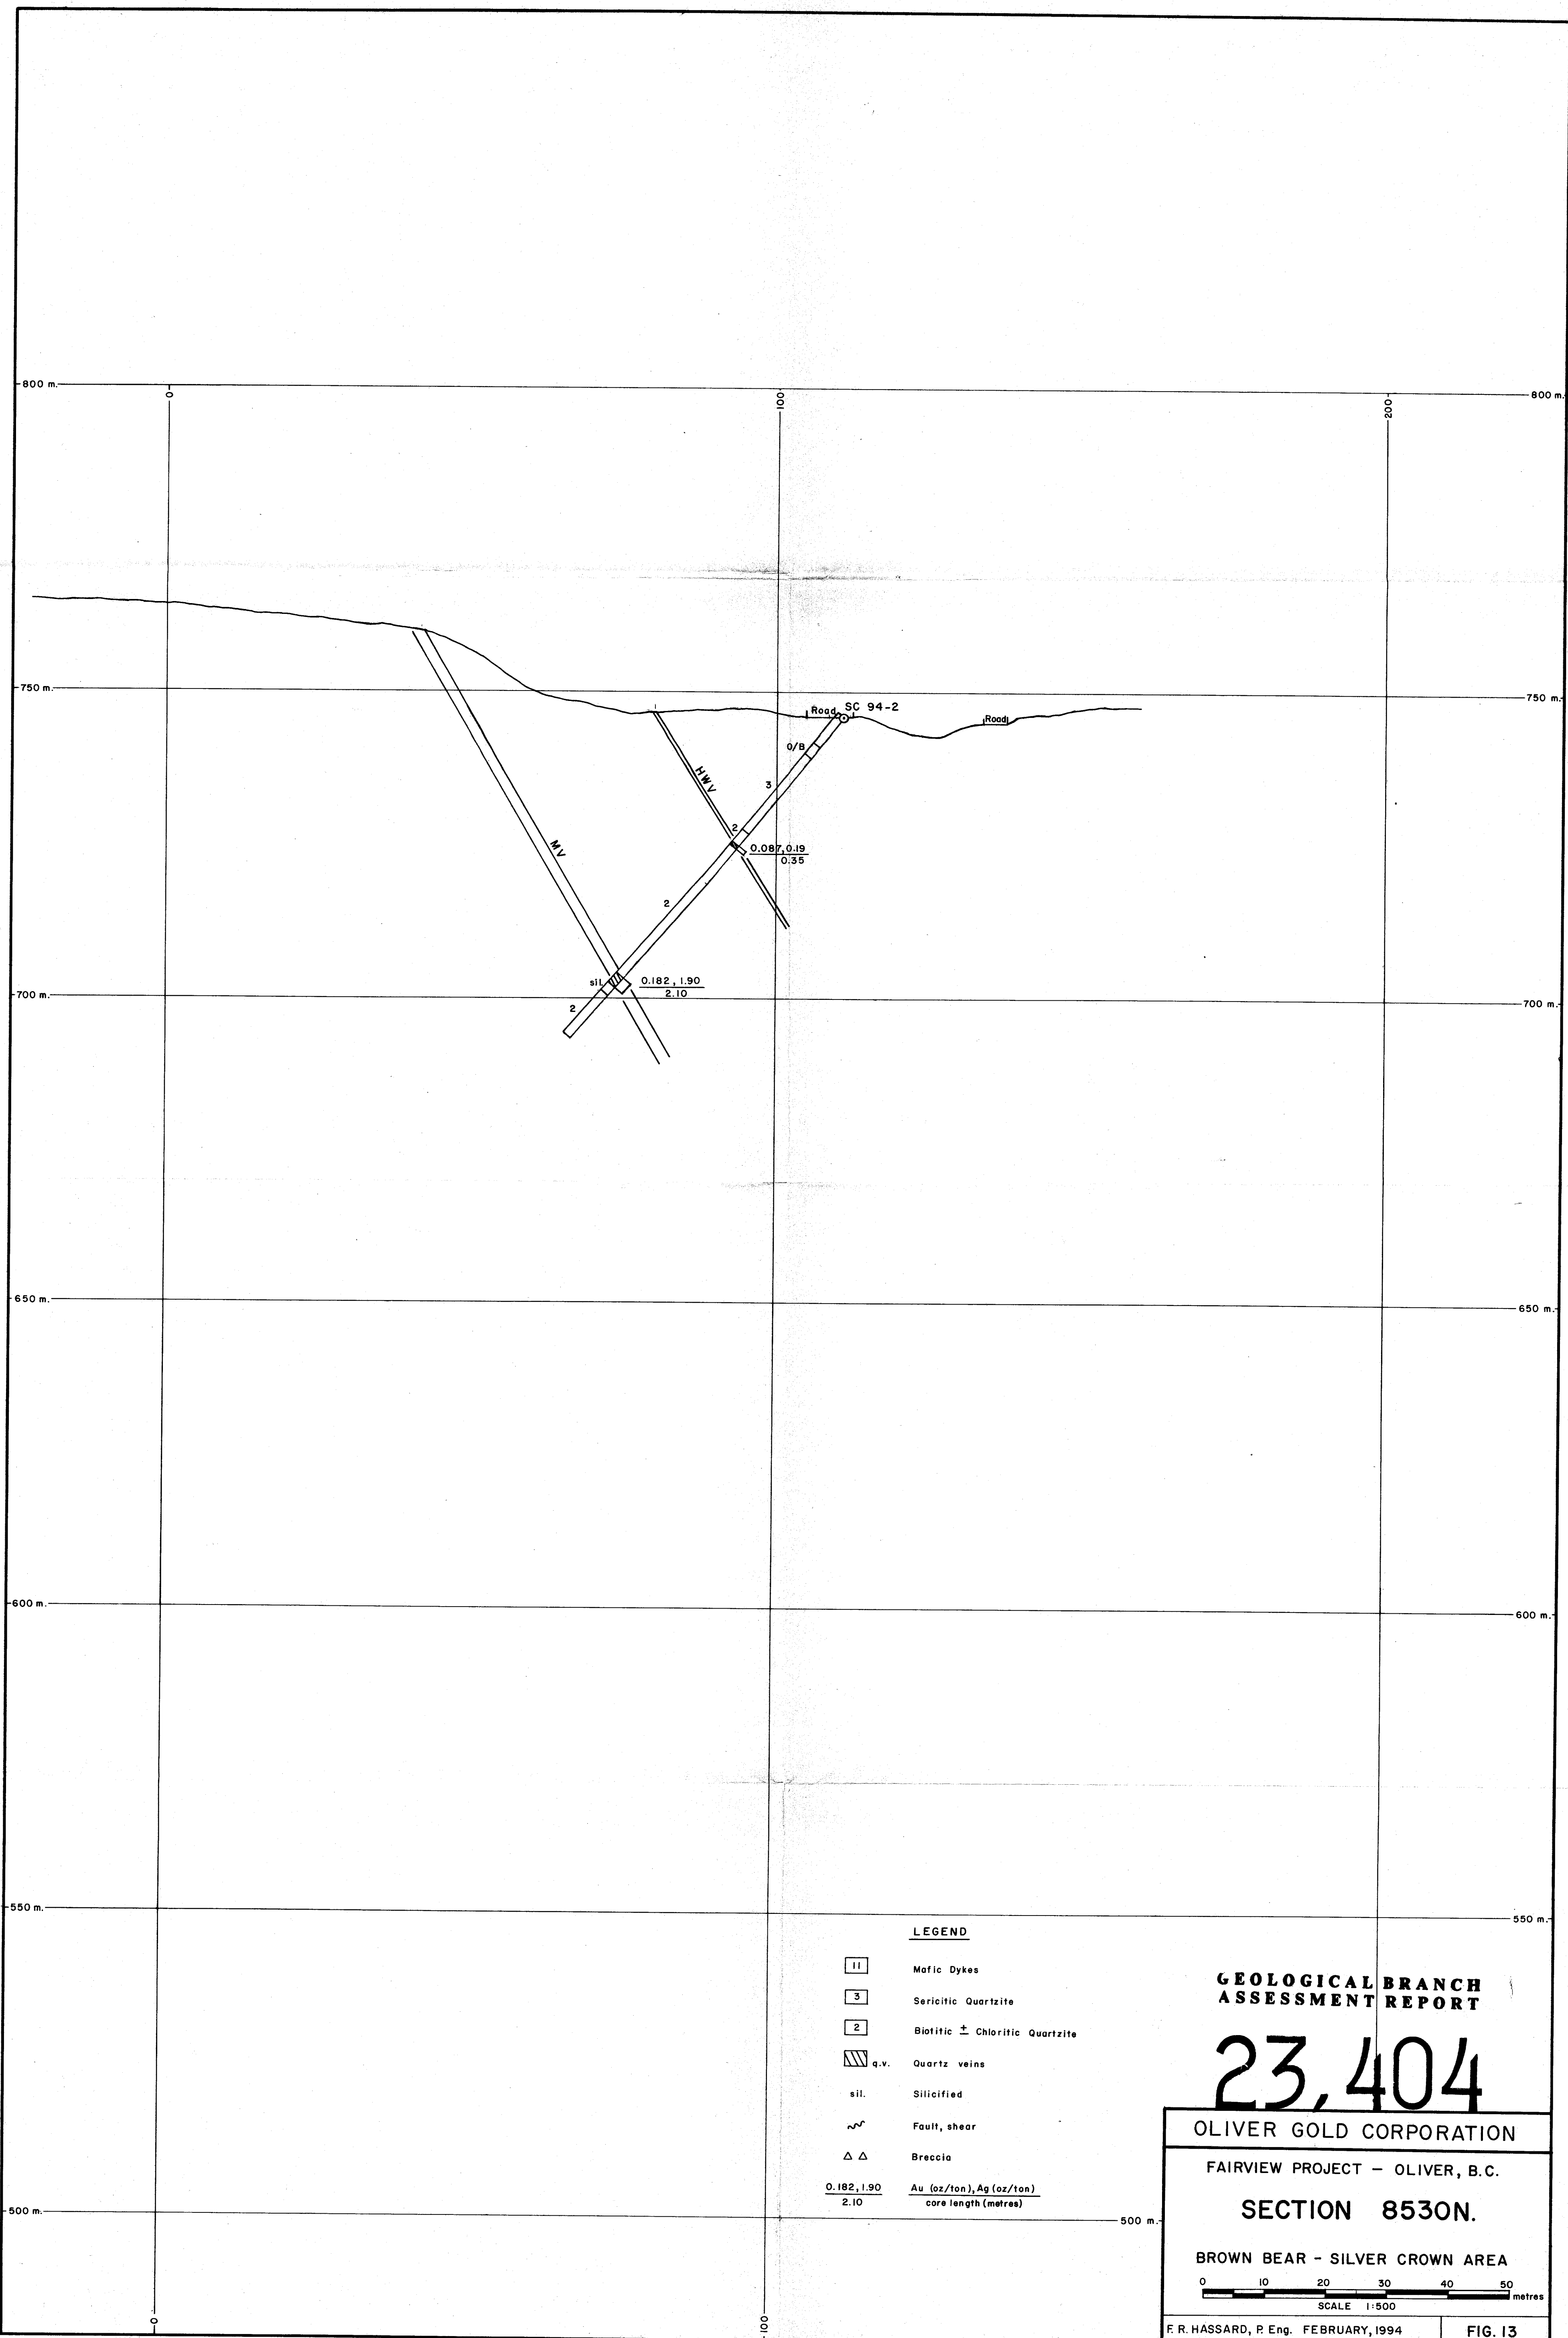 800 m.
0
100
200
800 m.
750 m.
Road SC 94-2
Road
750 m.
O/B
HWV
3
2
0.087, 0.19
0.35
MV
2
sil.
0.182, 1.90
2.10
2
700 m.
700 m.
650 m.
650 m.
600 m.
600 m.
550 m.
550 m.
LEGEND
11 Mafic Dykes
3 Sericitic Quartzite
2 Biotitic ± Chloritic Quartzite
q.v. Quartz veins
sil. Silicified
Fault, shear
△ △ Breccia
0.182, 1.90 Au (oz/ton), Ag (oz/ton)
2.10 core length (metres)
500 m.
500 m.
0
100
GEOLOGICAL BRANCH
ASSESSMENT REPORT
23,404
OLIVER GOLD CORPORATION
FAIRVIEW PROJECT – OLIVER, B.C.
SECTION 8530N.
BROWN BEAR - SILVER CROWN AREA
0 10 20 30 40 50
metres
SCALE 1:500
F. R. HASSARD, P. Eng. FEBRUARY, 1994
FIG. 13